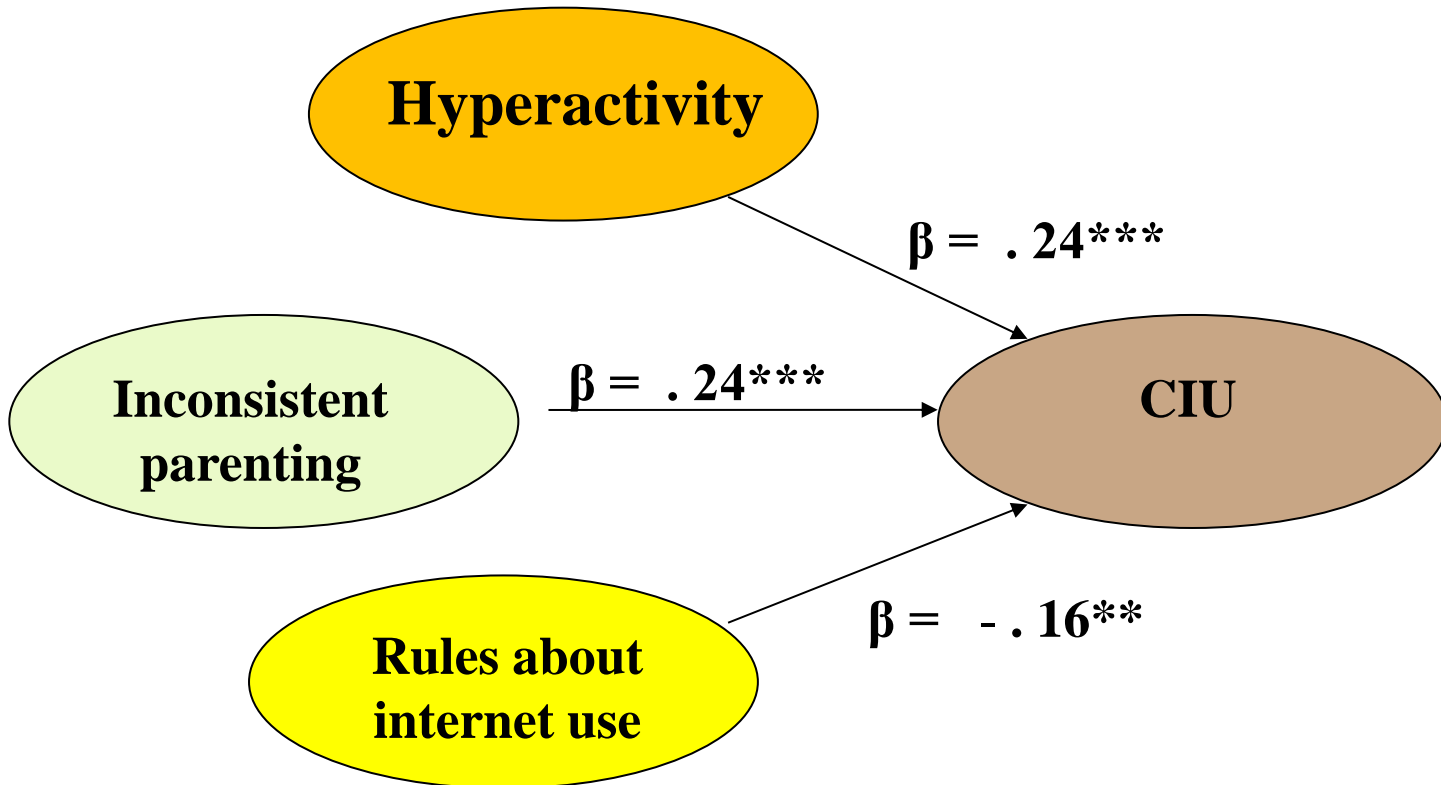 Hyperactivity
β = . 24***
Inconsistent
parenting
β = . 24***
CIU
Rules about
internet use
β = - . 16**